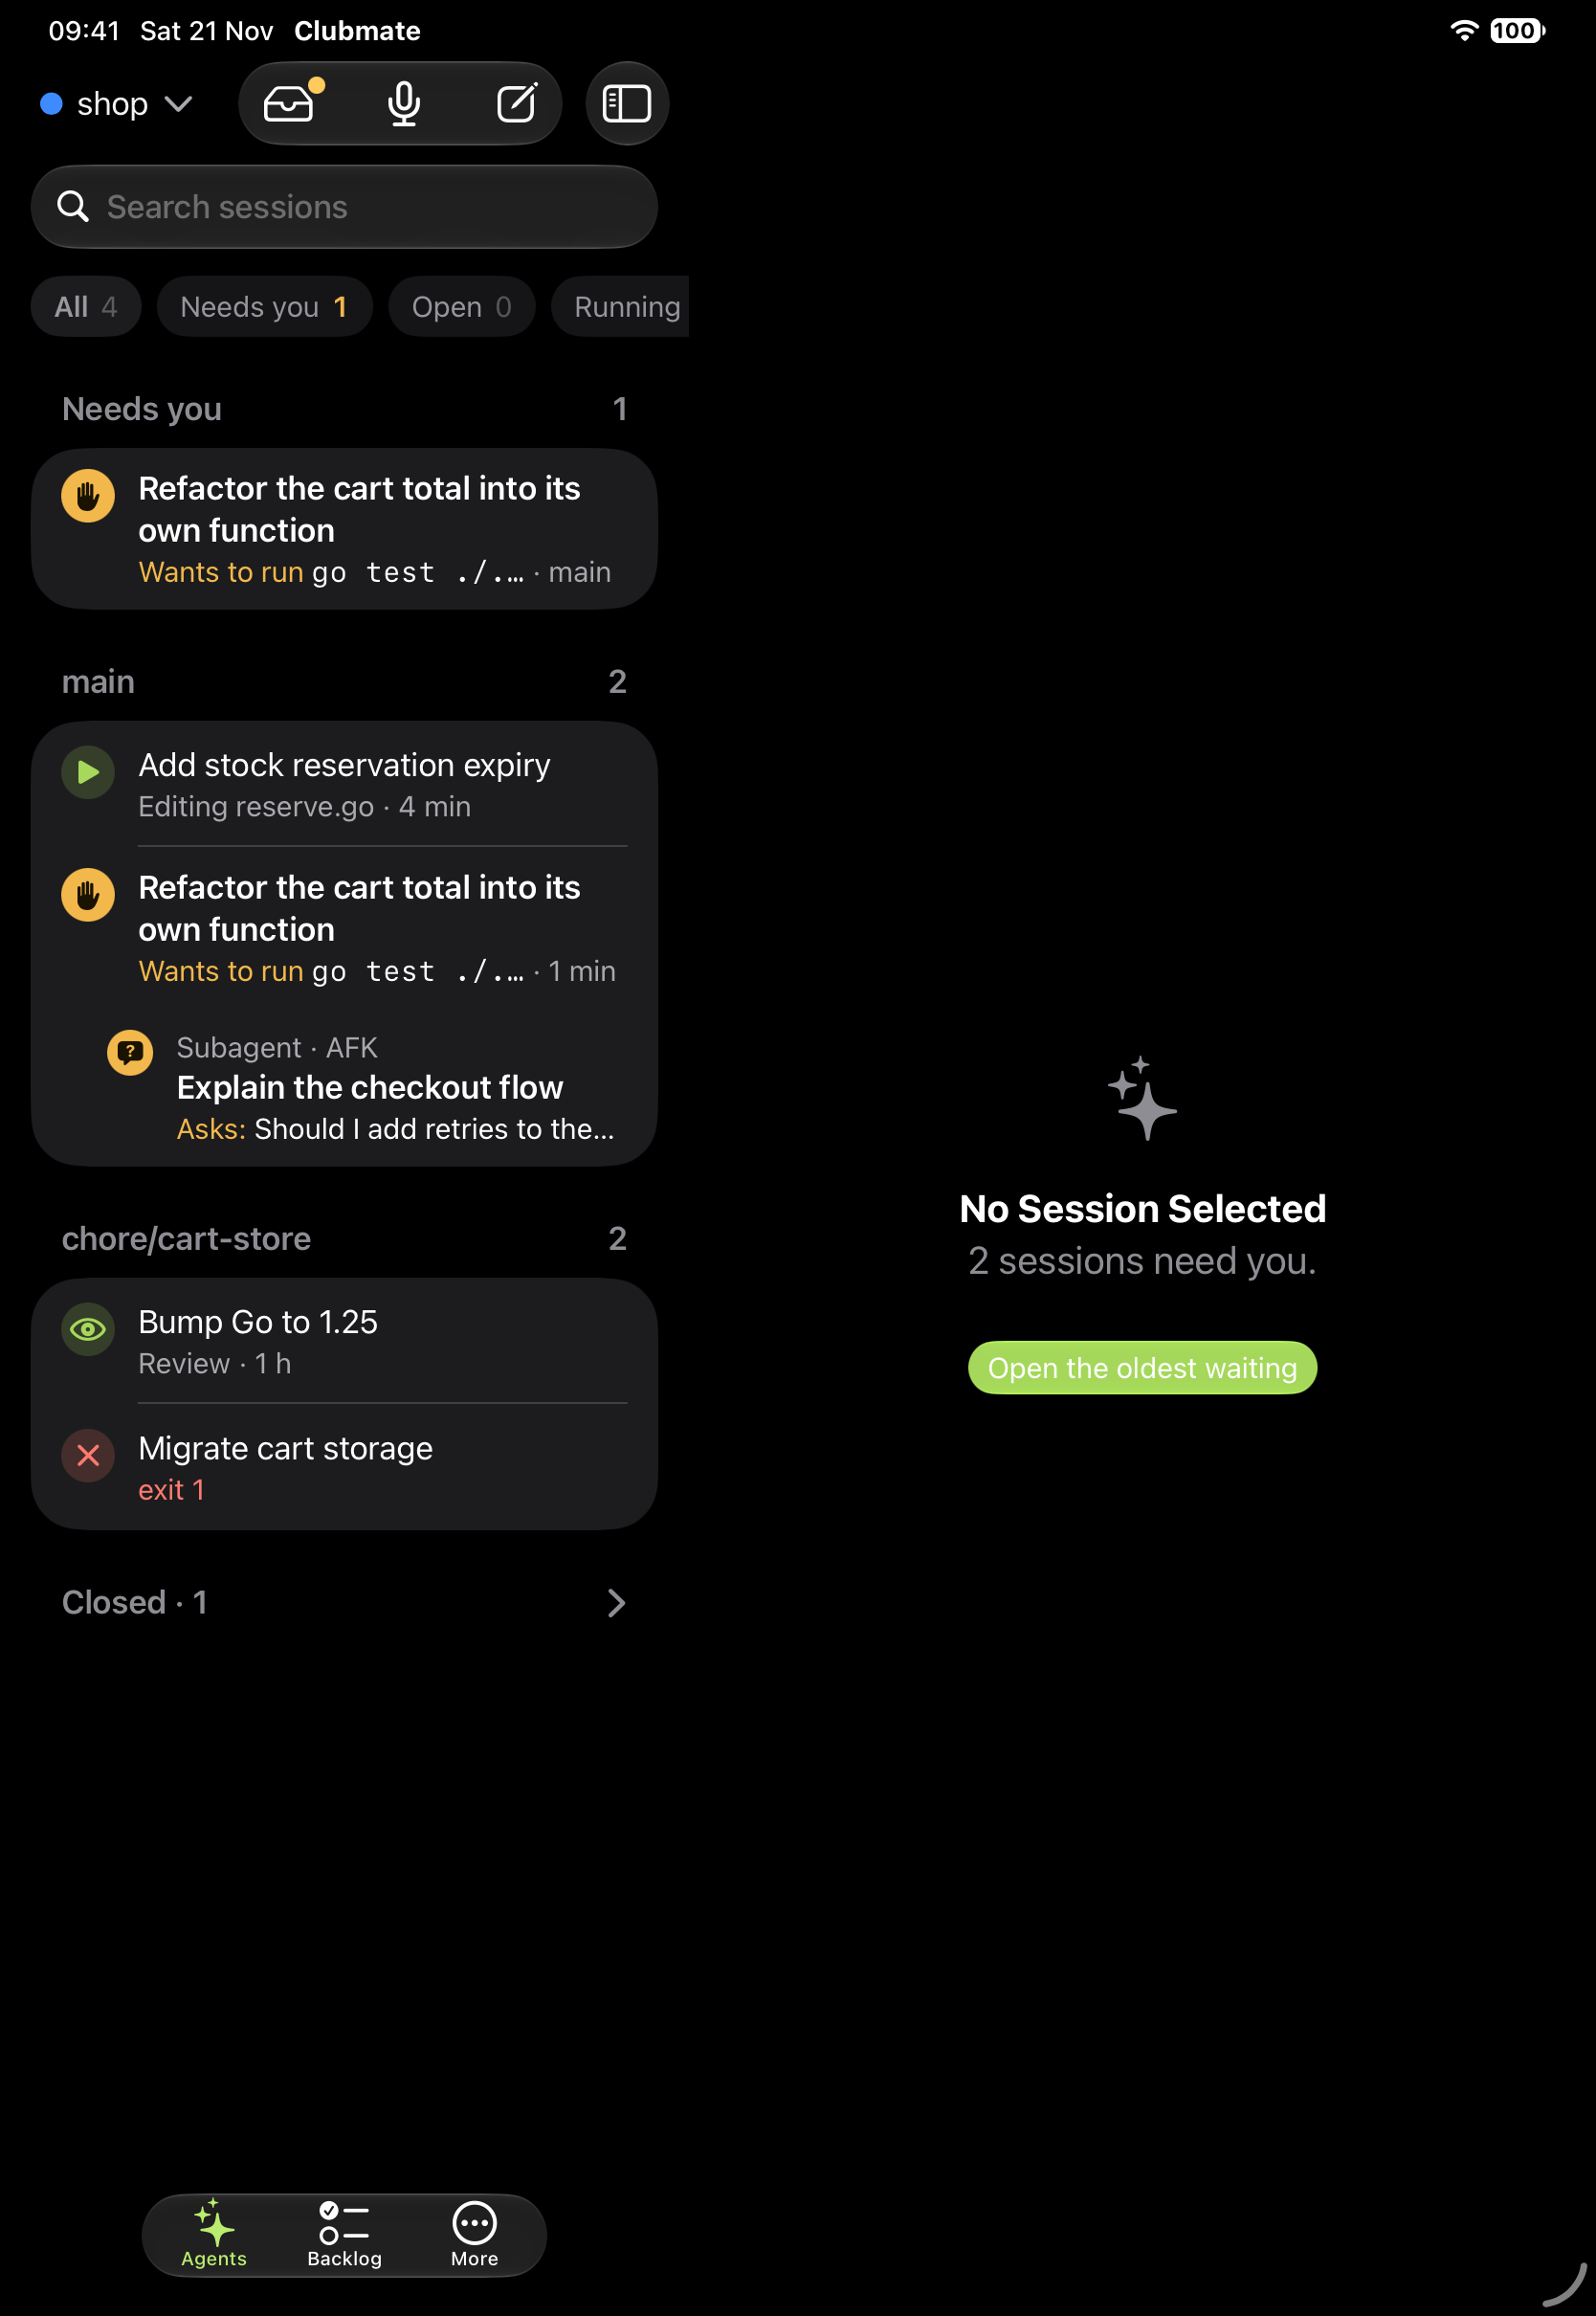 09:41 Sat 21 Nov Clubmate
100
shop
Search sessions
All 4 Needs you 1 Open 0 Running
Needs you 1
Refactor the cart total into its
own function
Wants to run go test ./.… · main
main 2
Add stock reservation expiry
Editing reserve.go · 4 min
Refactor the cart total into its
own function
Wants to run go test ./.… · 1 min
Subagent · AFK
Explain the checkout flow
Asks: Should I add retries to the…
chore/cart-store 2
Bump Go to 1.25
Review · 1 h
Migrate cart storage
exit 1
Closed · 1
No Session Selected
2 sessions need you.
Open the oldest waiting
Agents Backlog More